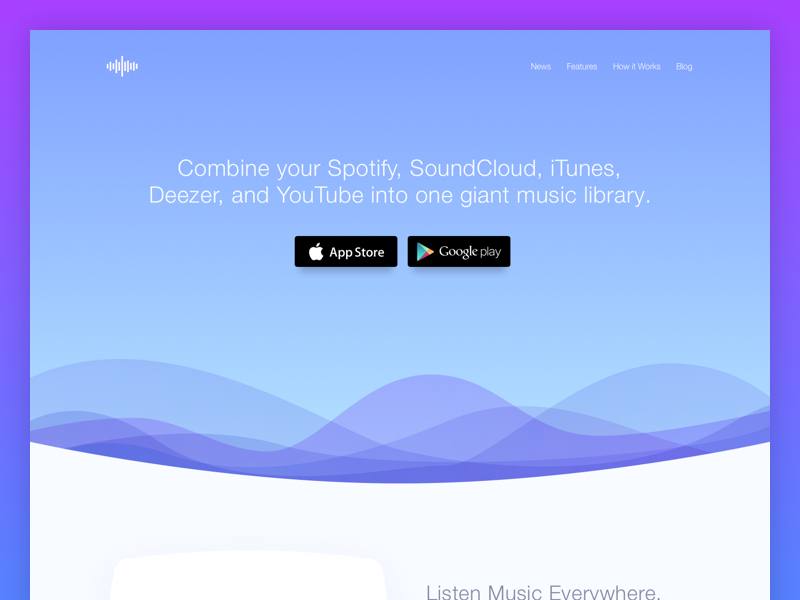 News Features How it Works Blog
Combine your Spotify, SoundCloud, iTunes,
Deezer, and YouTube into one giant music library.
App Store Google play
Listen Music Everywhere.